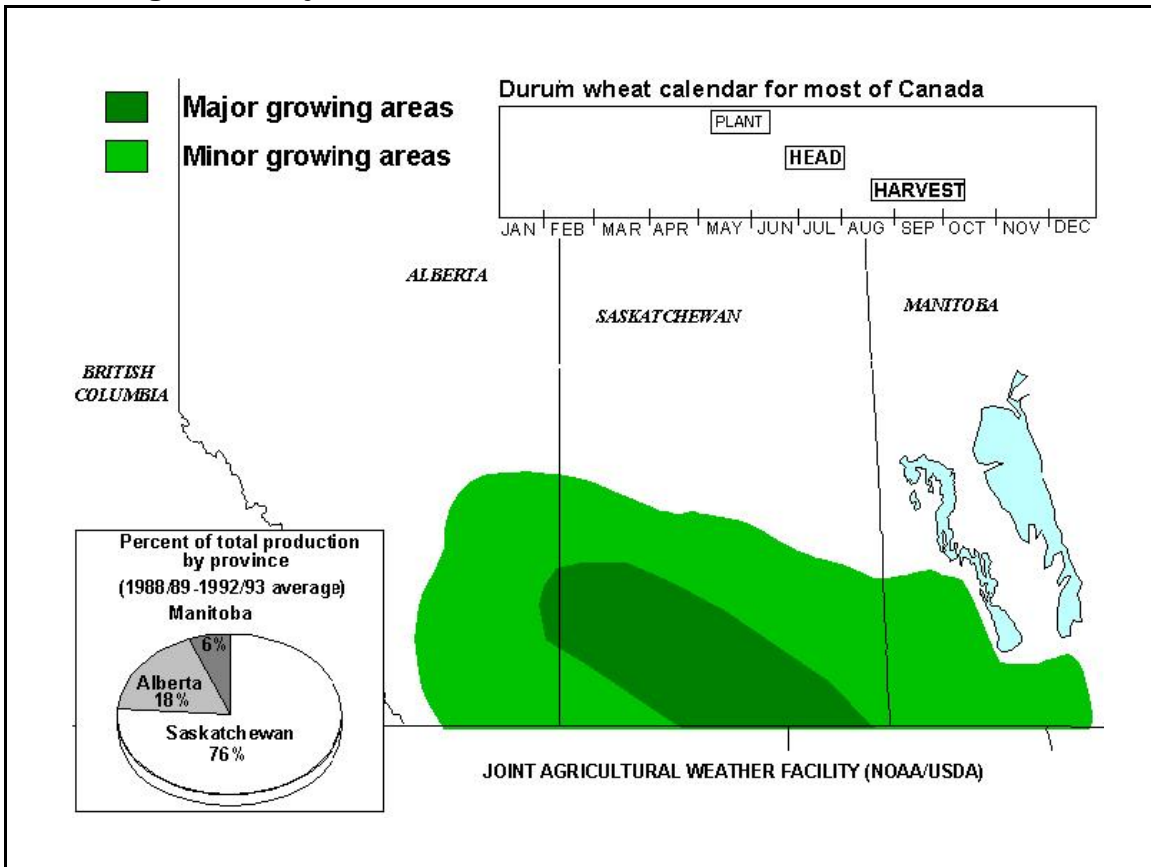 Major growing areas
Minor growing areas
Durum wheat calendar for most of Canada
PLANT
HEAD
HARVEST
JAN FEB MAR APR MAY JUN JUL AUG SEP OCT NOV DEC
ALBERTA
SASKATCHEWAN
MANITOBA
BRITISH
COLUMBIA
Percent of total production
by province
(1988/89-1992/93 average)
Manitoba
6%
Alberta
18%
Saskatchewan
76%
JOINT AGRICULTURAL WEATHER FACILITY (NOAA/USDA)